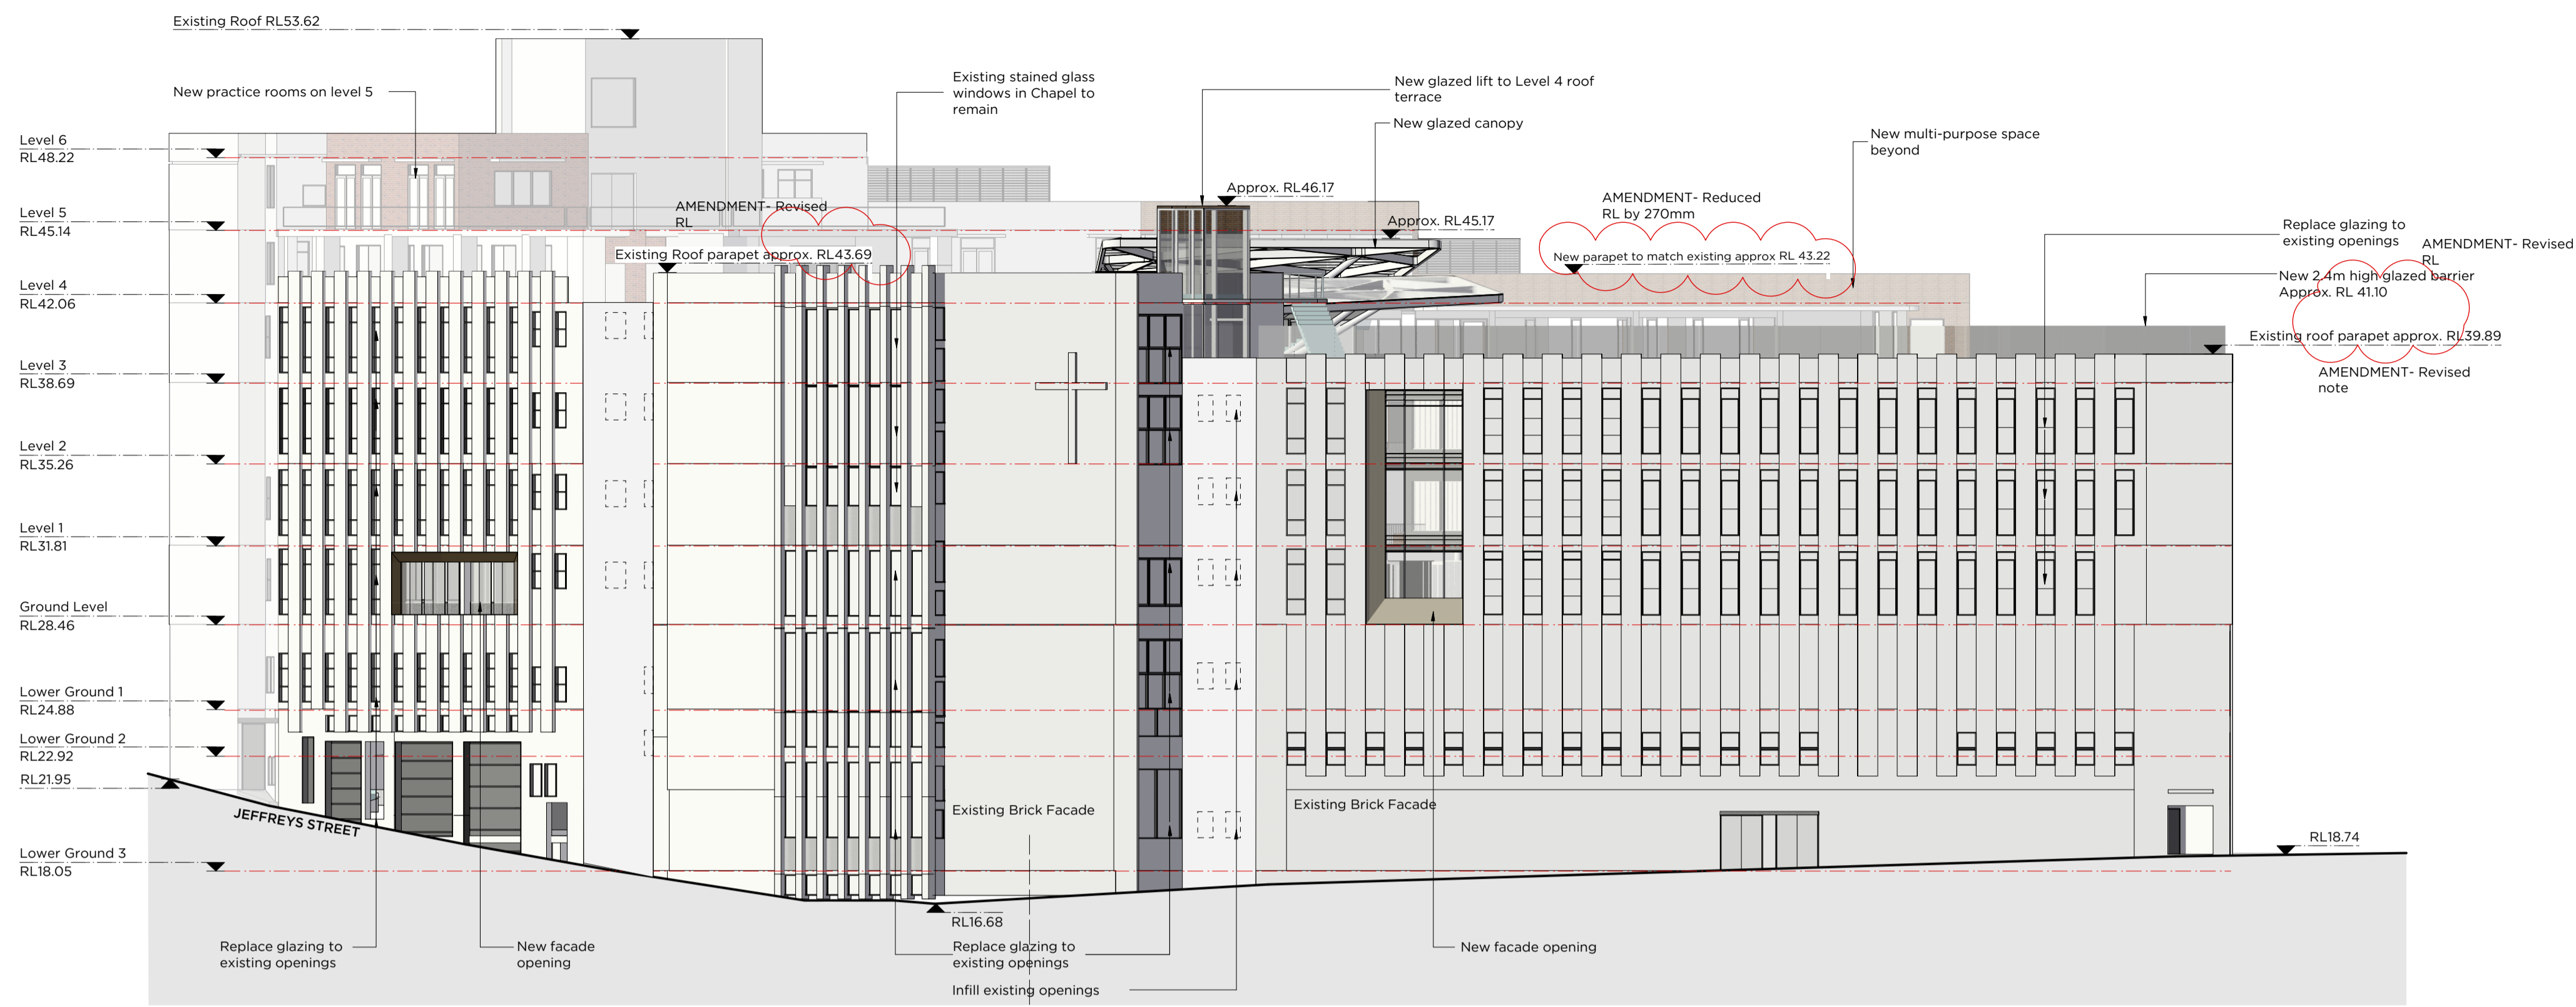 Existing Roof RL53.62
New practice rooms on level 5
Existing stained glass
windows in Chapel to
remain
New glazed lift to Level 4 roof
terrace
New glazed canopy
New multi-purpose space
beyond
Level 6
RL48.22
Level 5
RL45.14
Level 4
RL42.06
Level 3
RL38.69
Level 2
RL35.26
Level 1
RL31.81
Ground Level
RL28.46
Lower Ground 1
RL24.88
Lower Ground 2
RL22.92
RL21.95
Lower Ground 3
RL18.05
AMENDMENT- Revised
RL
Existing Roof parapet approx. RL43.69
Approx. RL46.17
Approx. RL45.17
AMENDMENT- Reduced
RL by 270mm
New parapet to match existing approx RL 43.22
Replace glazing to
existing openings
AMENDMENT- Revised
RL
New 2.4m high glazed barrier
Approx. RL 41.10
Existing roof parapet approx. RL39.89
AMENDMENT- Revised
note
JEFFREYS STREET
Existing Brick Facade
Existing Brick Facade
RL18.74
RL16.68
Replace glazing to
existing openings
New facade
opening
Replace glazing to
existing openings
Infill existing openings
New facade opening